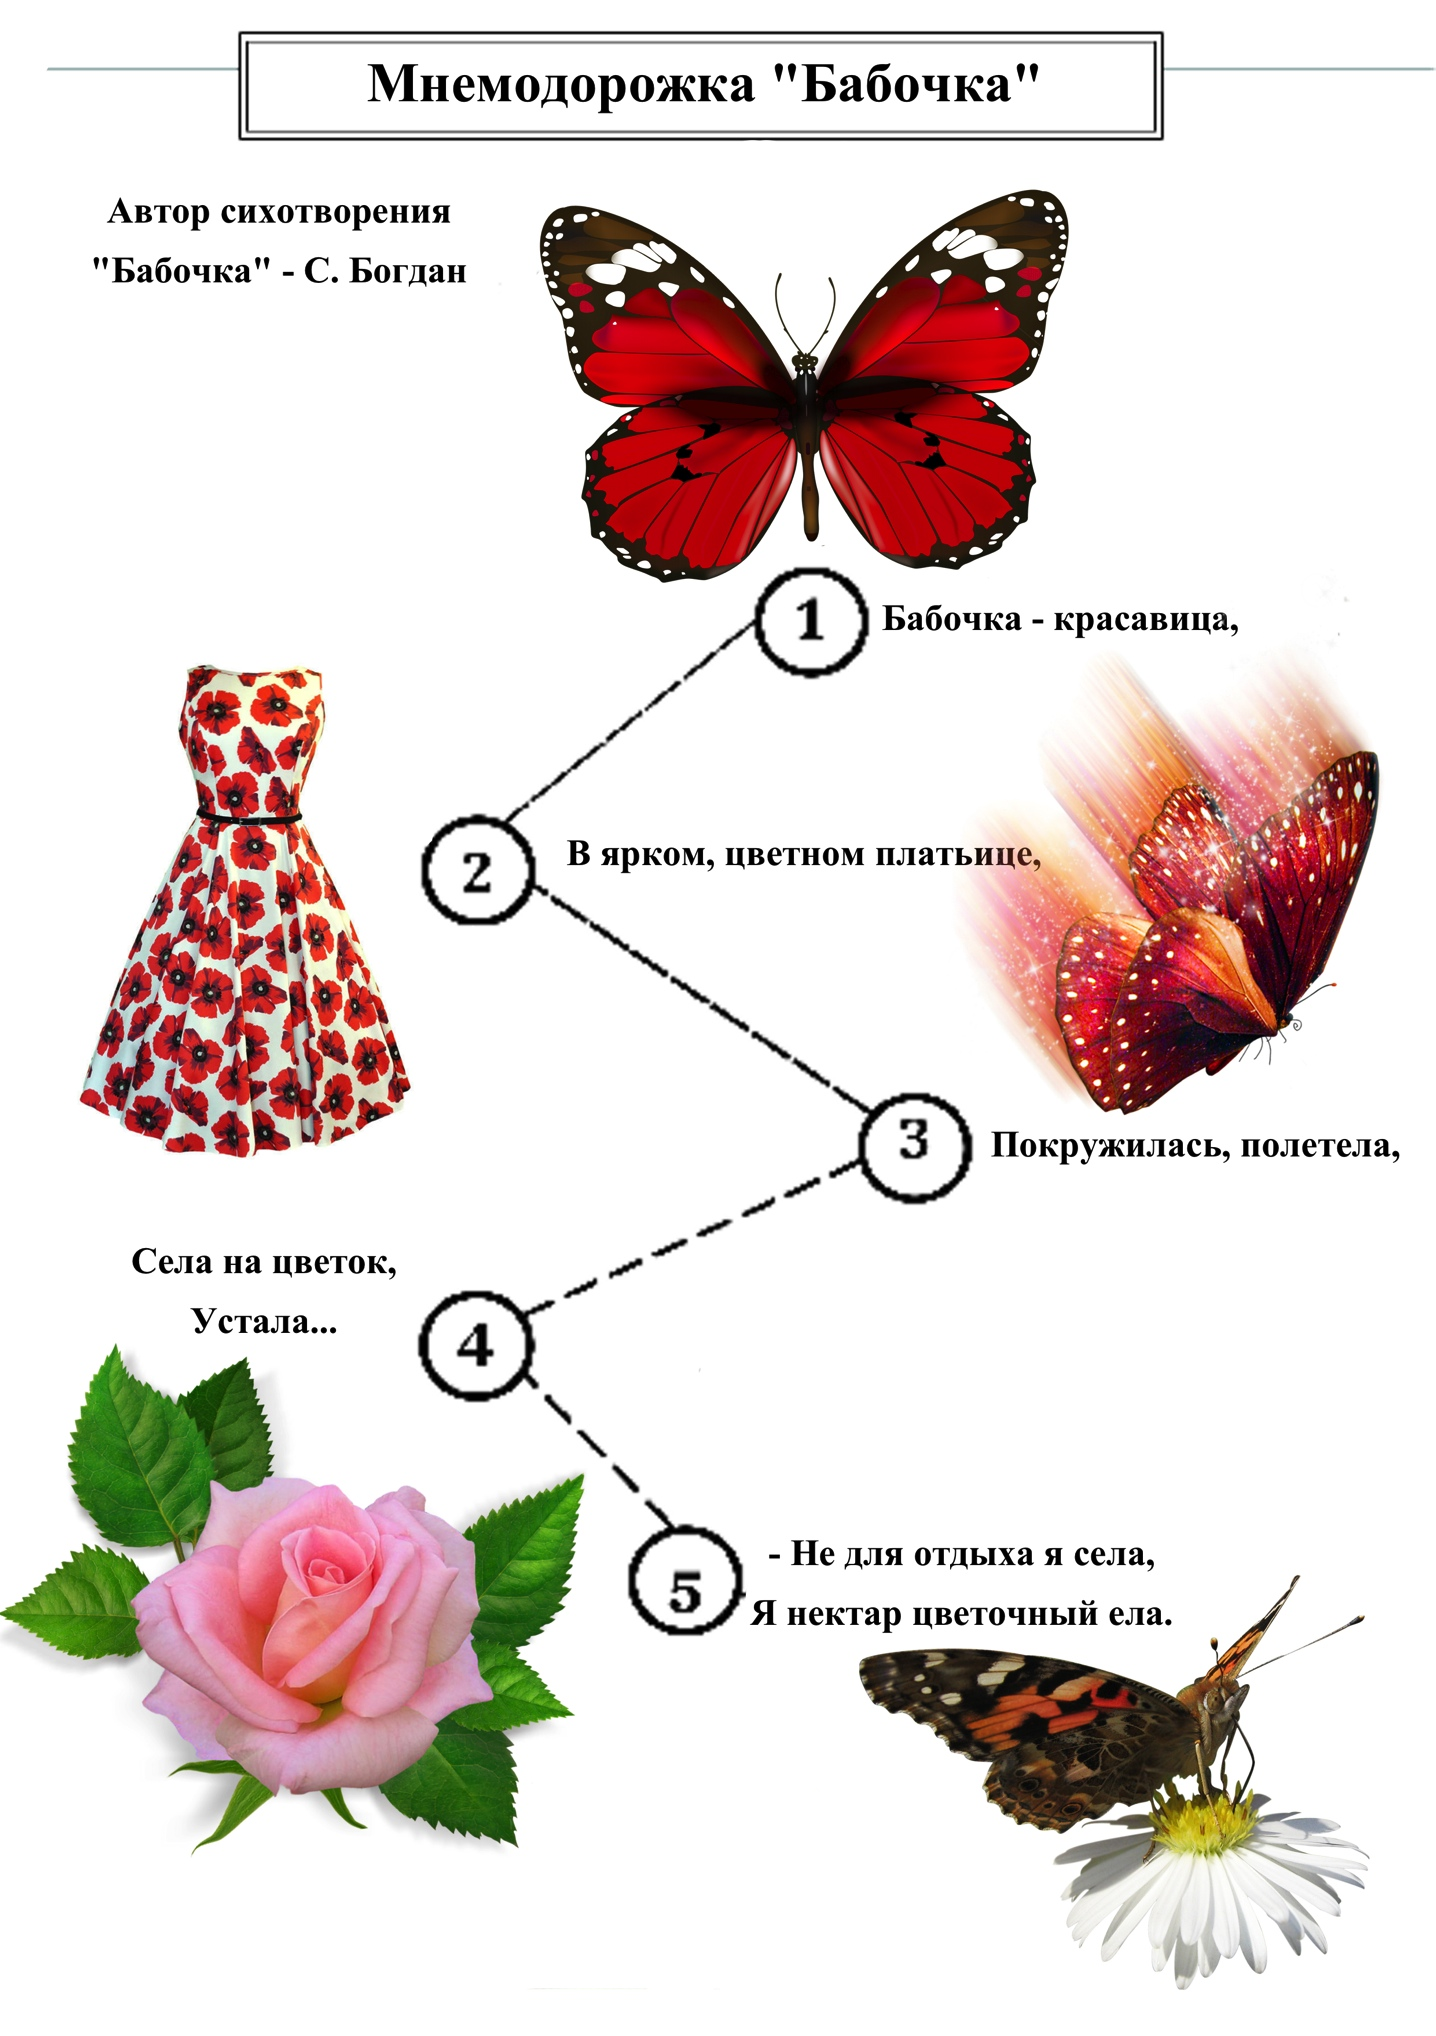 Мнемодорожка "Бабочка"
Автор сихотворения
"Бабочка" - С. Богдан
1
Бабочка - красавица,
2
В ярком, цветном платьице,
3
Покружилась, полетела,
Села на цветок,
Устала...
4
5
- Не для отдыха я села,
Я нектар цветочный ела.